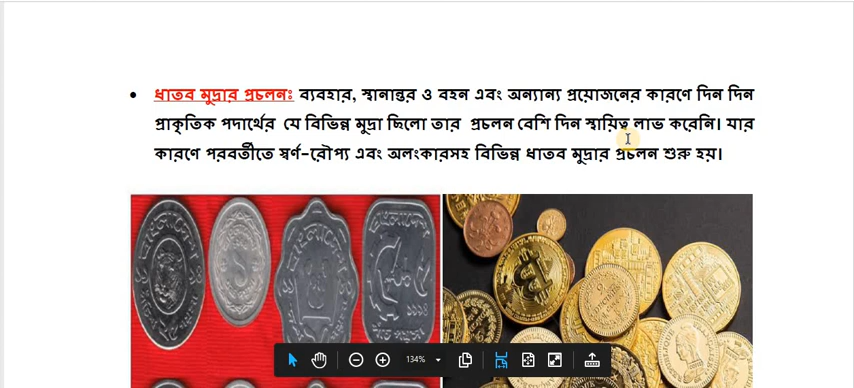 ধাতব মুদ্রার প্রচলনঃ ব্যবহার, স্থানান্তর ও বহন এবং অন্যান্য প্রয়োজনের কারণে দিন দিন
প্রাকৃতিক পদার্থের যে বিভিন্ন মুদ্রা ছিলো তার প্রচলন বেশি দিন স্থায়িত্ব লাভ করেনি। যার
কারণে পরবর্তীতে স্বর্ণ-রৌপ্য এবং অলংকারসহ বিভিন্ন ধাতব মুদ্রার প্রচলন শুরু হয়।
134%